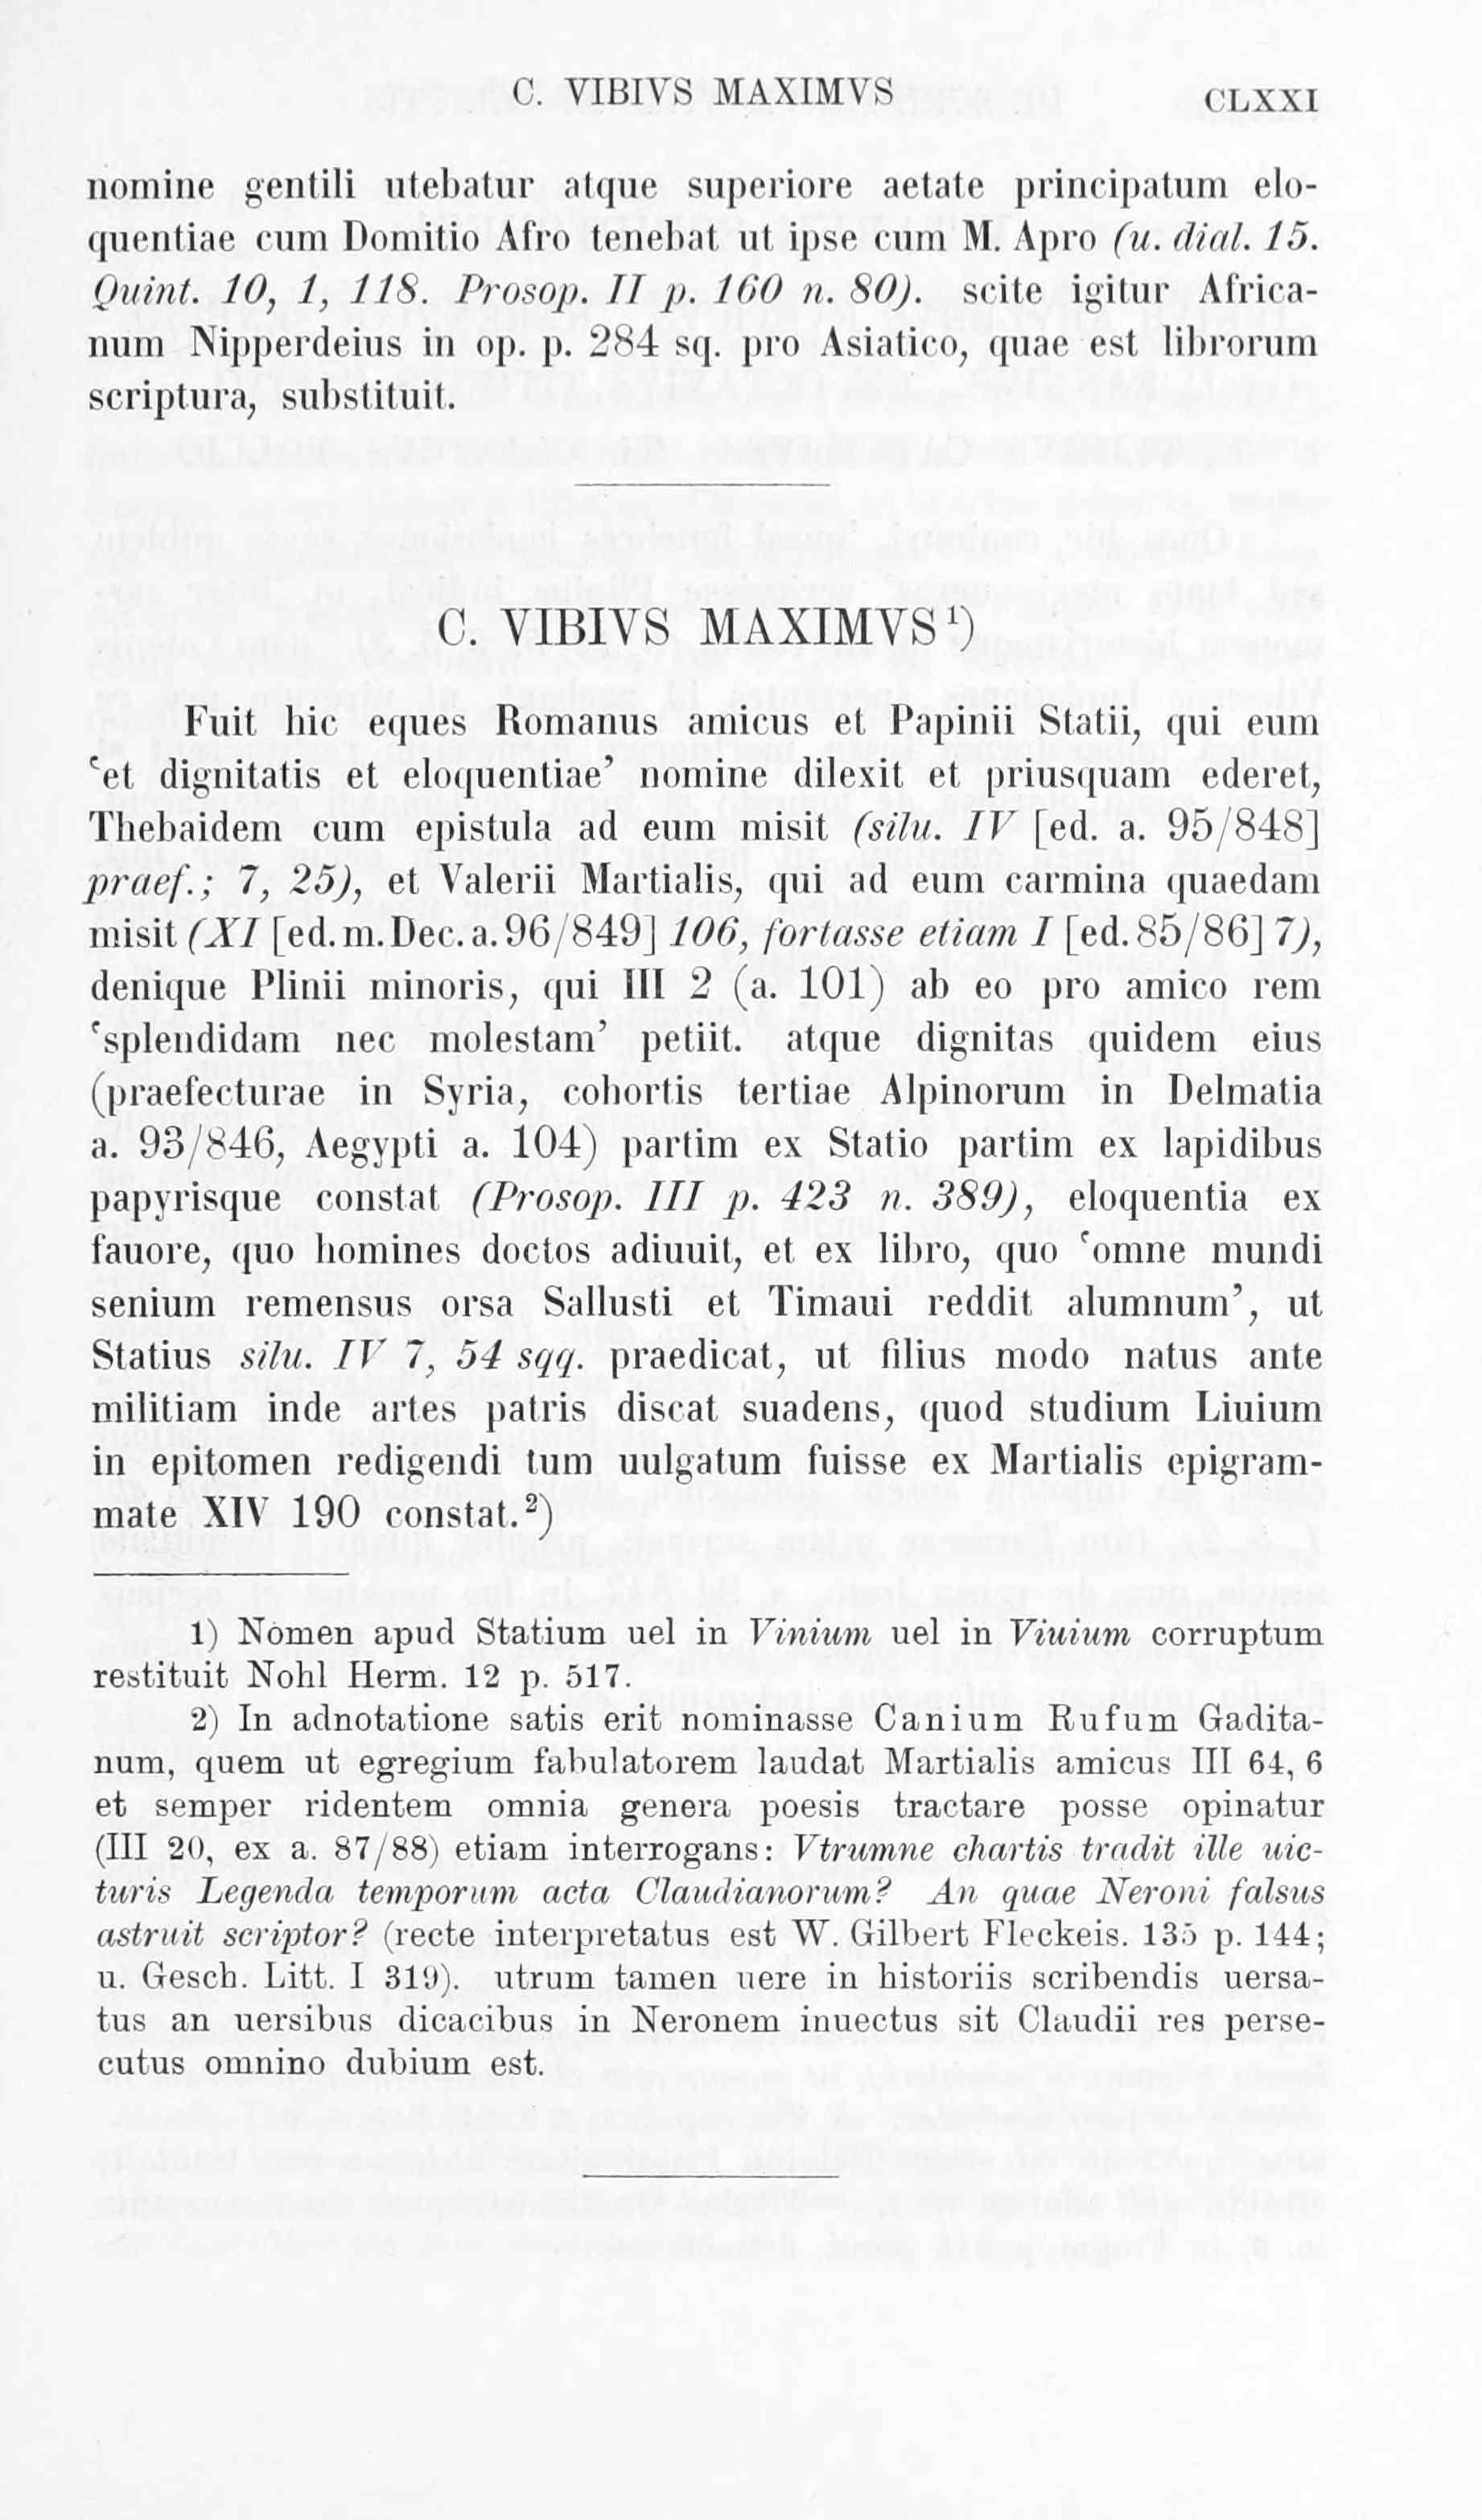 C. VIBIVS MAXIMVS CLXXI
nomine gentili utebatur atque superiore aetate principatum elo-
quentiae cum Domitio Afro tenebat ut ipse cum M. Apro (u. dial. 15.
Quint. 10, 1, 118. Prosop. II p. 160 n. 80). scite igitur Africa-
num Nipperdeius in op. p. 284 sq. pro Asiatico, quae est librorum
scriptura, substituit.
C. VIBIVS MAXIMVS¹)
Fuit hic eques Romanus amicus et Papinii Statii, qui eum
‘et dignitatis et eloquentiae’ nomine dilexit et priusquam ederet,
Thebaidem cum epistula ad eum misit (silu. IV [ed. a. 95/848]
praef.; 7, 25), et Valerii Martialis, qui ad eum carmina quaedam
misit (XI [ed. m. Dec. a. 96/849] 106, fortasse etiam I [ed. 85/86] 7),
denique Plinii minoris, qui III 2 (a. 101) ab eo pro amico rem
‘splendidam nec molestam’ petiit. atque dignitas quidem eius
(praefecturae in Syria, cohortis tertiae Alpinorum in Delmatia
a. 93/846, Aegypti a. 104) partim ex Statio partim ex lapidibus
papyrisque constat (Prosop. III p. 423 n. 389), eloquentia ex
fauore, quo homines doctos adiuuit, et ex libro, quo ‘omne mundi
senium remensus orsa Sallusti et Timaui reddit alumnum’, ut
Statius silu. IV 7, 54 sqq. praedicat, ut filius modo natus ante
militiam inde artes patris discat suadens, quod studium Liuium
in epitomen redigendi tum uulgatum fuisse ex Martialis epigram-
mate XIV 190 constat.²)
1) Nomen apud Statium uel in Vinium uel in Viuium corruptum
restituit Nohl Herm. 12 p. 517.
2) In adnotatione satis erit nominasse Canium Rufum Gadita-
num, quem ut egregium fabulatorem laudat Martialis amicus III 64, 6
et semper ridentem omnia genera poesis tractare posse opinatur
(III 20, ex a. 87/88) etiam interrogans: Vtrumne chartis tradit ille uic-
turis Legenda temporum acta Claudianorum? An quae Neroni falsus
astruit scriptor? (recte interpretatus est W. Gilbert Fleckeis. 135 p. 144;
u. Gesch. Litt. I 319). utrum tamen uere in historiis scribendis uersa-
tus an uersibus dicacibus in Neronem inuectus sit Claudii res perse-
cutus omnino dubium est.